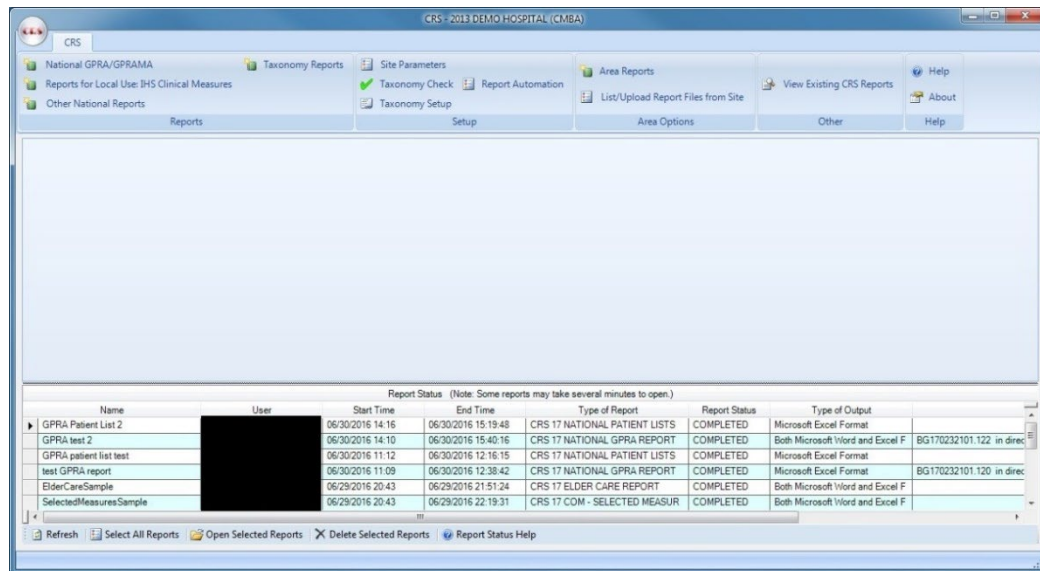 CRS - 2013 DEMO HOSPITAL (CMBA)
CRS
CRS
National GPRA/GPRAMA
Taxonomy Reports
Reports for Local Use: IHS Clinical Measures
Other National Reports
Reports
Site Parameters
Taxonomy Check Report Automation
Taxonomy Setup
Setup
Area Reports
List/Upload Report Files from Site
Area Options
View Existing CRS Reports
Other
Help
About
Help
Report Status (Note: Some reports may take several minutes to open.)
Name User Start Time End Time Type of Report Report Status Type of Output
GPRA Patient List 2 06/30/2016 14:16 06/30/2016 15:19:48 CRS 17 NATIONAL PATIENT LISTS COMPLETED Microsoft Excel Format
GPRA test 2 06/30/2016 14:10 06/30/2016 15:40:16 CRS 17 NATIONAL GPRA REPORT COMPLETED Both Microsoft Word and Excel F BG170232101.122 in direc
GPRA patient list test 06/30/2016 11:12 06/30/2016 12:16:15 CRS 17 NATIONAL PATIENT LISTS COMPLETED Microsoft Excel Format
test GPRA report 06/30/2016 11:09 06/30/2016 12:38:42 CRS 17 NATIONAL GPRA REPORT COMPLETED Microsoft Excel Format BG170232101.120 in direc
ElderCareSample 06/29/2016 20:43 06/29/2016 21:51:24 CRS 17 ELDER CARE REPORT COMPLETED Both Microsoft Word and Excel F
SelectedMeasuresSample 06/29/2016 20:43 06/29/2016 22:19:31 CRS 17 COM - SELECTED MEASUR COMPLETED Both Microsoft Word and Excel F
Refresh Select All Reports Open Selected Reports Delete Selected Reports Report Status Help